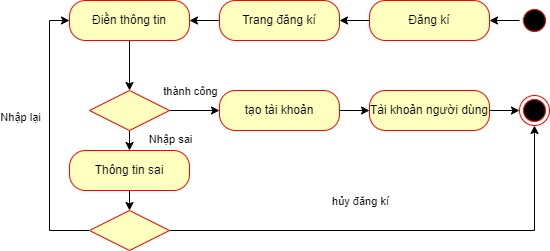 Điền thông tin
Trang đăng kí
Đăng kí
thành công
tạo tài khoản
Tài khoản người dùng
Nhập lại
Nhập sai
Thông tin sai
hủy đăng kí